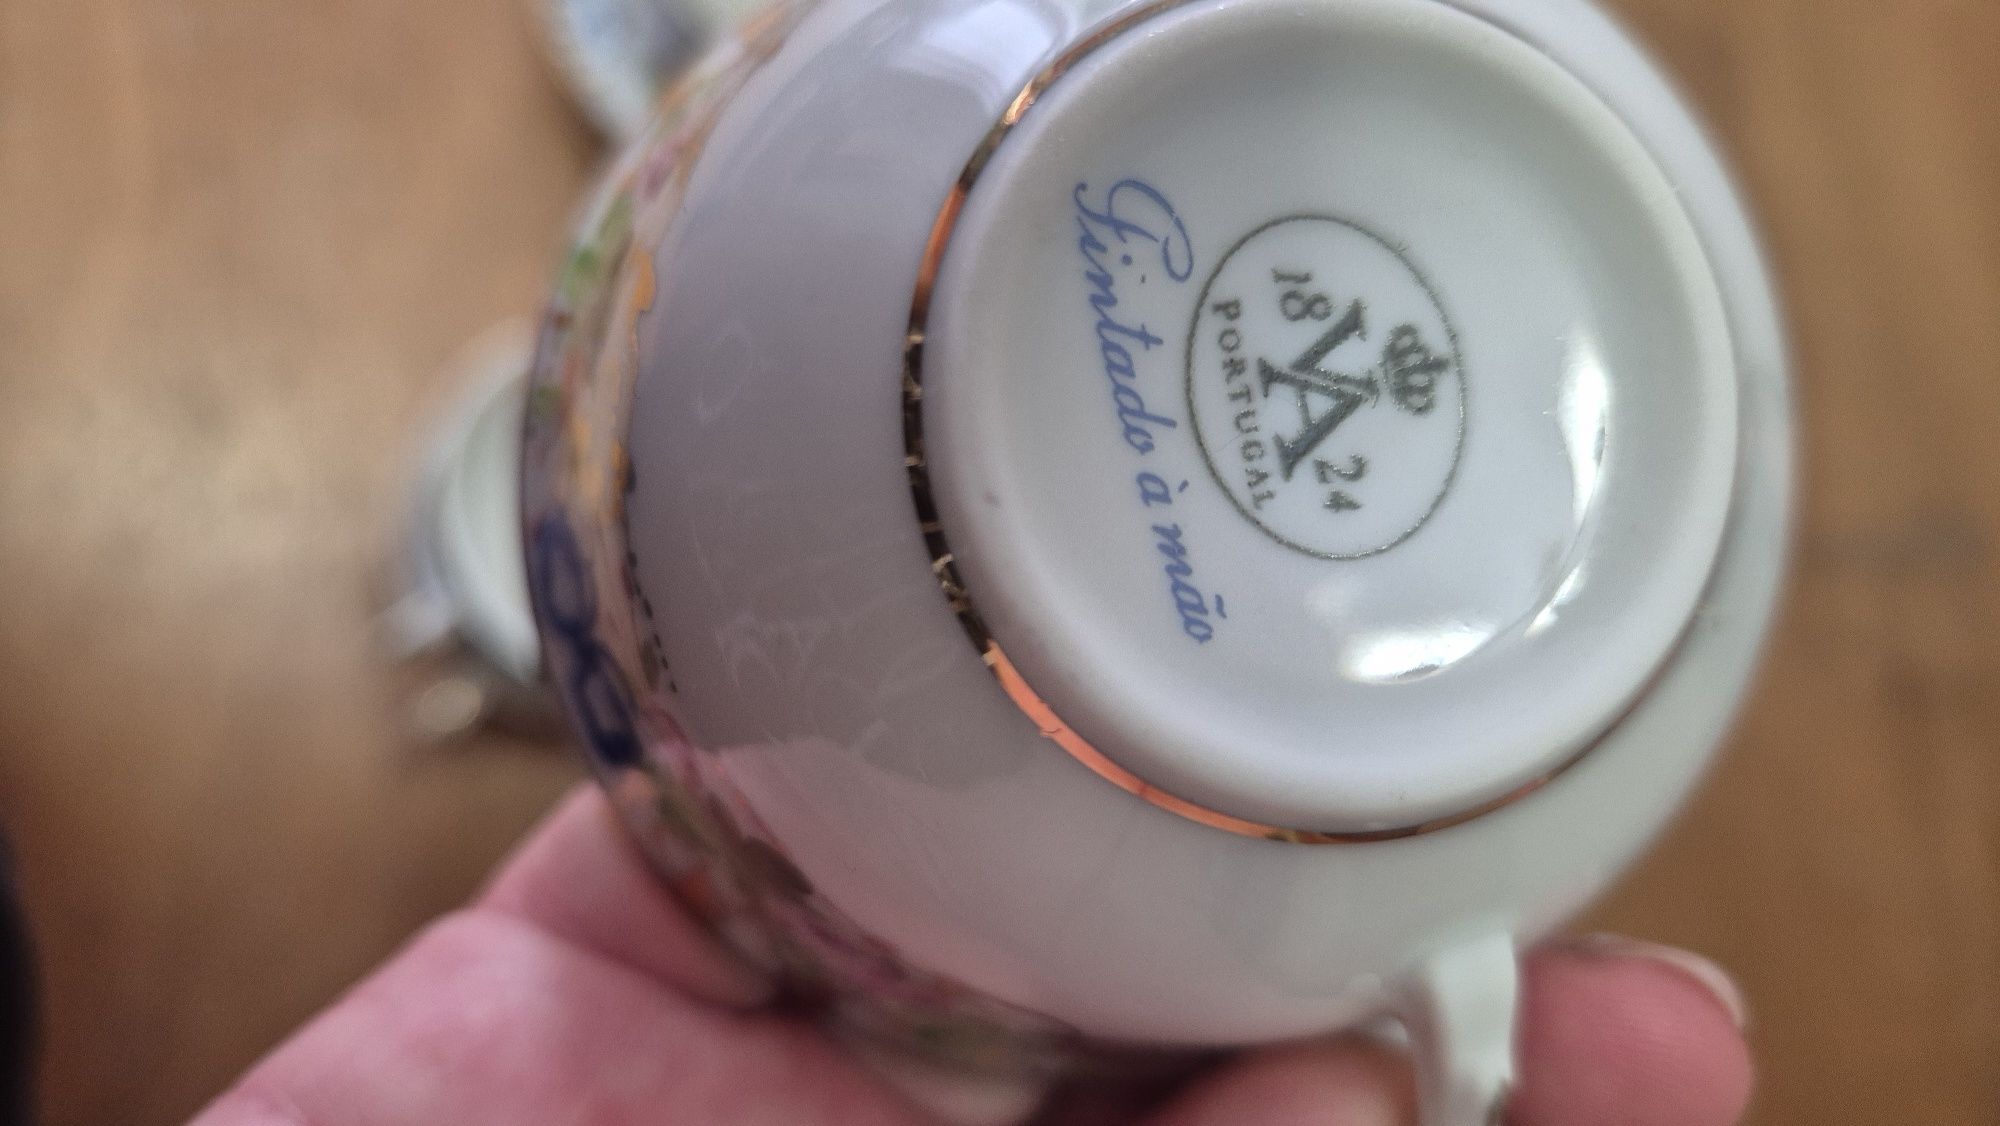 18 VA 24
PORTUGAL
Pintado à mão